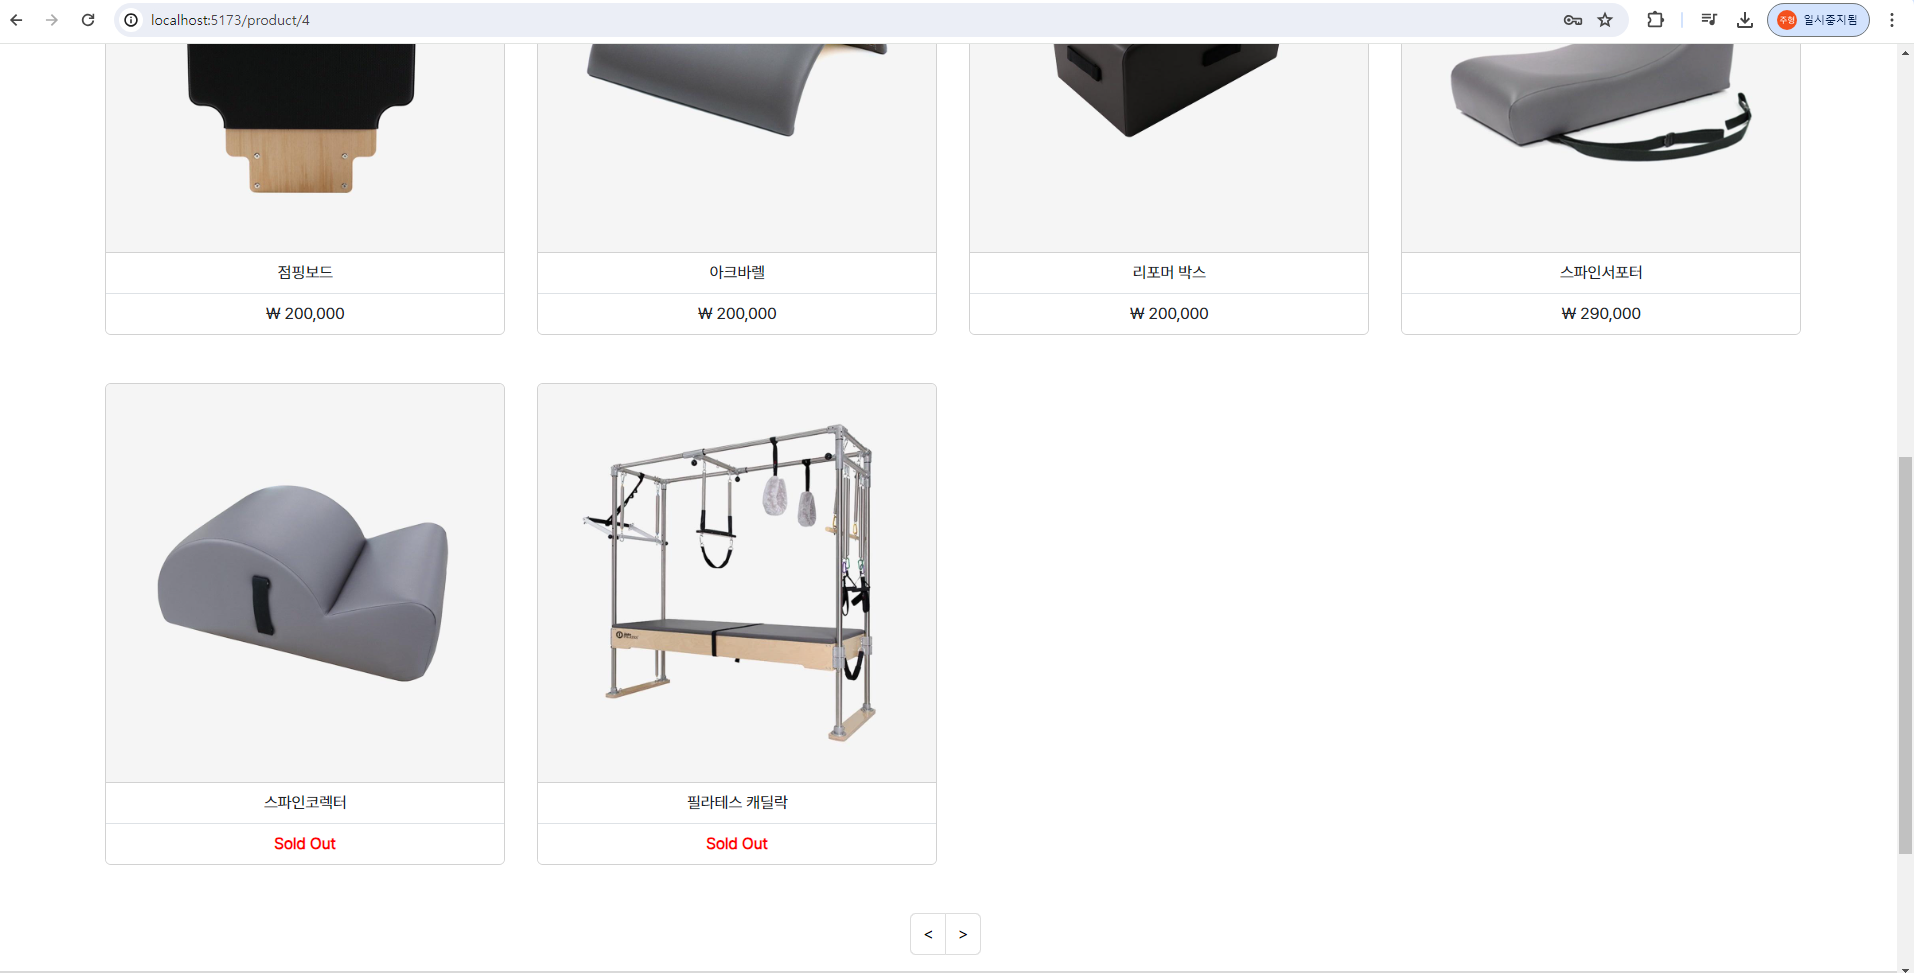 localhost:5173/product/4
주형
일시중지됨
점핑보드
아크바렐
리포머 박스
스파인서포터
₩ 200,000
₩ 200,000
₩ 200,000
₩ 290,000
스파인코렉터
필라테스 캐딜락
Sold Out
Sold Out
< >